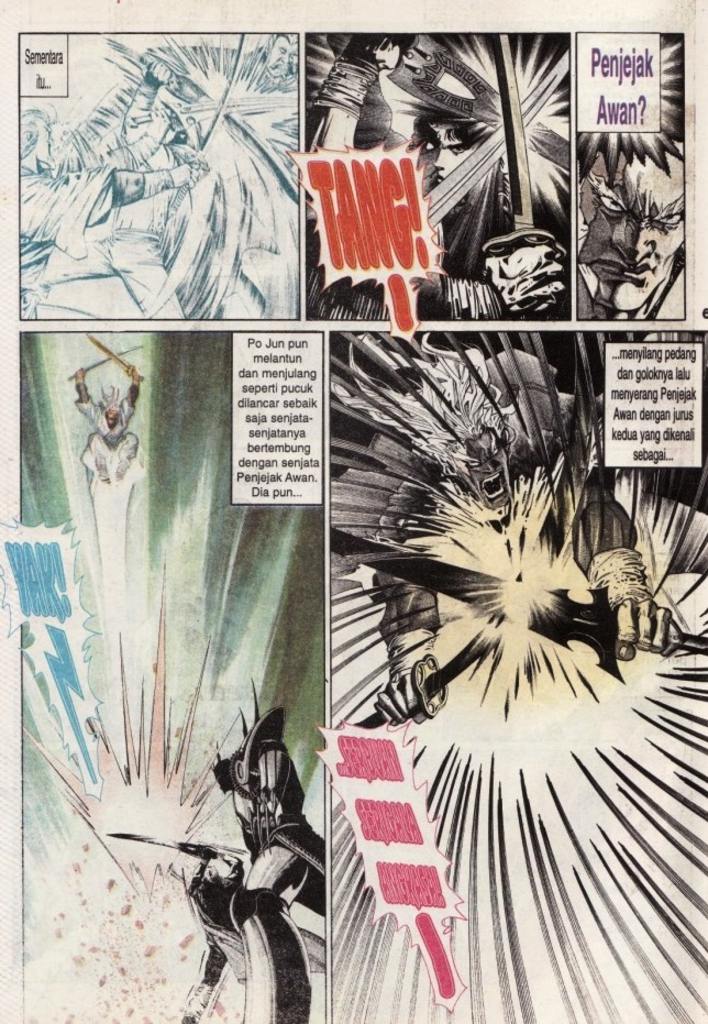 Sementara
itu...
TANG!
Penjejak
Awan?
Po Jun pun
melantun
dan menjulang
seperti pucuk
dilancar sebaik
saja senjata-
senjatanya
bertembung
dengan senjata
Penjejak Awan.
Dia pun...
...menyilang pedang
dan goloknya lalu
menyerang Penjejak
Awan dengan jurus
kedua yang dikenali
sebagai...